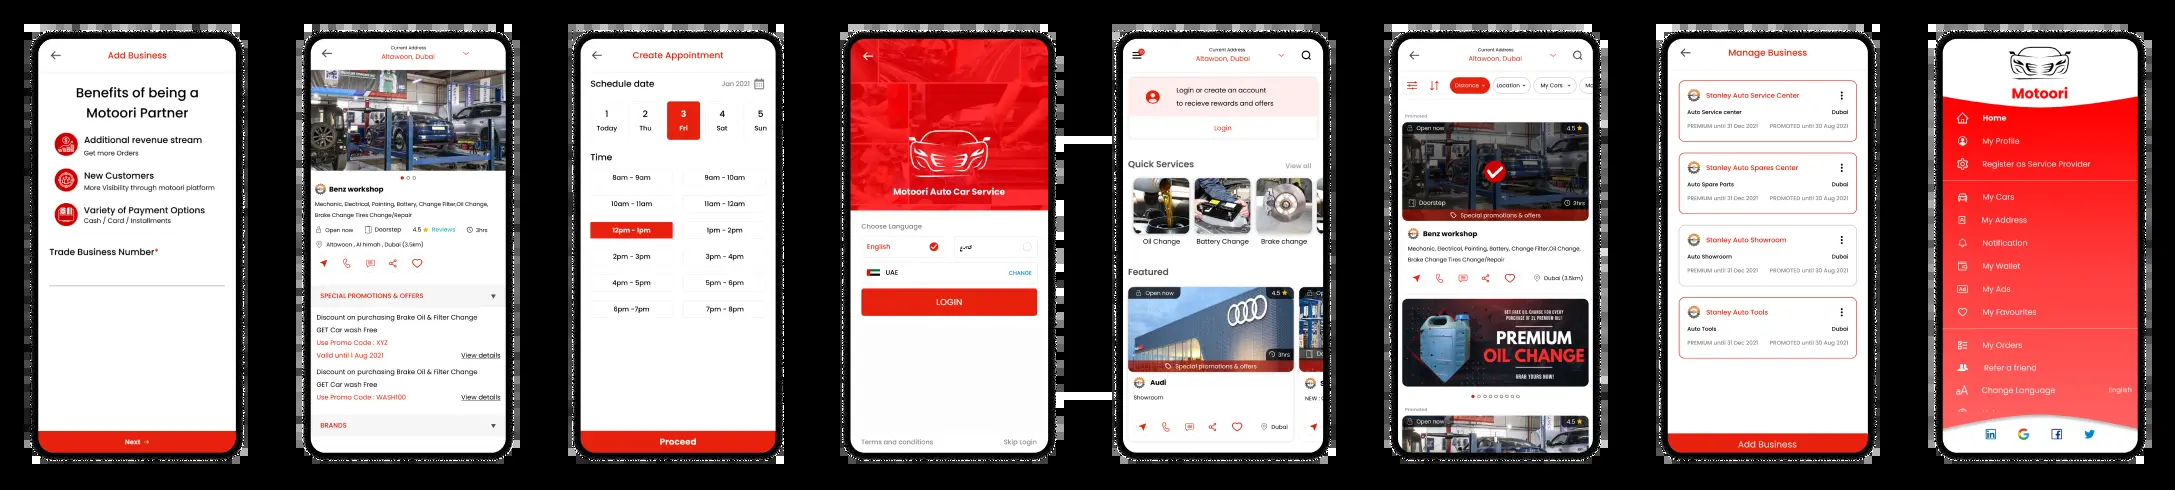 Add Business
Benefits of being a
Motoori Partner
Additional revenue stream
Get more Orders
New Customers
More Visibility through motoori platform
Variety of Payment Options
Cash / Card / Installments
Trade Business Number*
Next →
Current Address
Altawoon, Dubai
Benz workshop
Mechanic, Electrical, Painting, Battery, Change Filter,Oil Change,
Brake Change Tires Change/Repair
Open now Doorstep 4.5 Reviews 3hrs
Altawoon , Al himah , Dubai (3.5km)
SPECIAL PROMOTIONS & OFFERS
Discount on purchasing Brake Oil & Filter Change
GET Car wash Free
Use Promo Code : XYZ
Valid until 1 Aug 2021 View details
Discount on purchasing Brake Oil & Filter Change
GET Car wash Free
Use Promo Code : WASH100 View details
BRANDS
Create Appointment
Schedule date Jan 2021
1 2 3 4 5
Today Thu Fri Sat Sun
Time
8am - 9am 9am - 10am
10am - 11am 11am - 12am
12pm - 1pm 1pm - 2pm
2pm - 3pm 3pm - 4pm
4pm - 5pm 5pm - 6pm
6pm -7pm 7pm - 8pm
Proceed
Motoori Auto Car Service
Choose Language
English
UAE CHANGE
LOGIN
Terms and conditions Skip Login
Current Address
Altawoon, Dubai
Login or create an account
to recieve rewards and offers
Login
Quick Services View all
Oil Change Battery Change Brake change
Featured
Open now 4.5
3hrs
Special promotions & offers
Audi
Showroom
NEW :
Dubai
Current Address
Altawoon, Dubai
Distance Location My Cars
Promoted
Open now 4.5
Doorstep 3hrs
Special promotions & offers
Benz workshop
Mechanic, Electrical, Painting, Battery, Change Filter,Oil Change,
Brake Change Tires Change/Repair
Dubai (3.5km)
GET FREE OIL CHANGE FOR EVERY
PURCHASE OF 2L PREMIUM OIL!
PREMIUM
OIL CHANGE
GRAB YOURS NOW!
Promoted
Open now 4.5
Manage Business
Stanley Auto Service Center
Auto Service center Dubai
PREMIUM until 31 Dec 2021 PROMOTED until 30 Aug 2021
Stanley Auto Spares Center
Auto Spare Parts Dubai
PREMIUM until 31 Dec 2021 PROMOTED until 30 Aug 2021
Stanley Auto Showroom
Auto Showroom Dubai
PREMIUM until 31 Dec 2021 PROMOTED until 30 Aug 2021
Stanley Auto Tools
Auto Tools Dubai
PREMIUM until 31 Dec 2021 PROMOTED until 30 Aug 2021
Add Business
Motoori
Home
My Profile
Register as Service Provider
My Cars
My Address
Notification
My Wallet
Ad My Ads
My Favourites
My Orders
Refer a friend
Change Language English